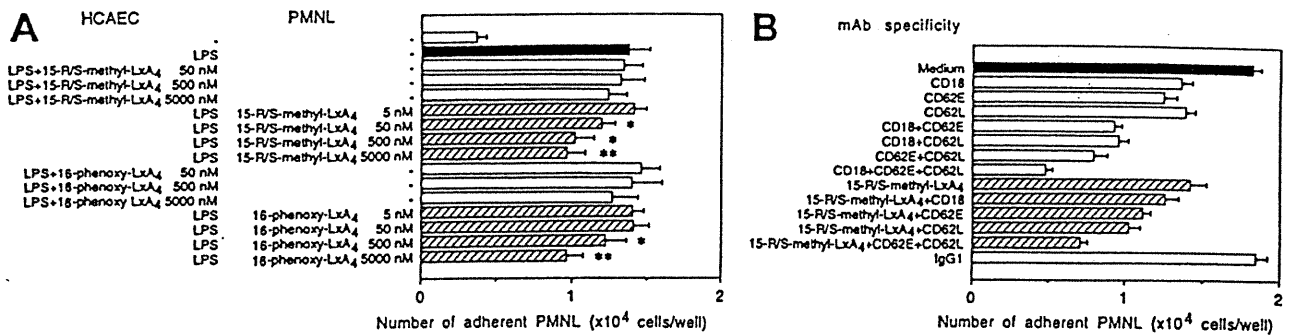 A
HCAEC PMNL
- -
LPS -
LPS+15-R/S-methyl-LxA4 50 nM -
LPS+15-R/S-methyl-LxA4 500 nM -
LPS+15-R/S-methyl-LxA4 5000 nM -
LPS 15-R/S-methyl-LxA4 5 nM
LPS 15-R/S-methyl-LxA4 50 nM *
LPS 15-R/S-methyl-LxA4 500 nM *
LPS 15-R/S-methyl-LxA4 5000 nM **
LPS+16-phenoxy-LxA4 50 nM -
LPS+16-phenoxy-LxA4 500 nM -
LPS+16-phenoxy LxA4 5000 nM -
LPS 16-phenoxy-LxA4 5 nM
LPS 16-phenoxy-LxA4 50 nM
LPS 16-phenoxy-LxA4 500 nM *
LPS 16-phenoxy-LxA4 5000 nM **
0 1 2
Number of adherent PMNL (x10^4 cells/well)
B
mAb specificity
Medium
CD18
CD62E
CD62L
CD18+CD62E
CD18+CD62L
CD62E+CD62L
CD18+CD62E+CD62L
15-R/S-methyl-LxA4
15-R/S-methyl-LxA4+CD18
15-R/S-methyl-LxA4+CD62E
15-R/S-methyl-LxA4+CD62L
15-R/S-methyl-LxA4+CD62E+CD62L
IgG1
0 1 2
Number of adherent PMNL (x10^4 cells/well)